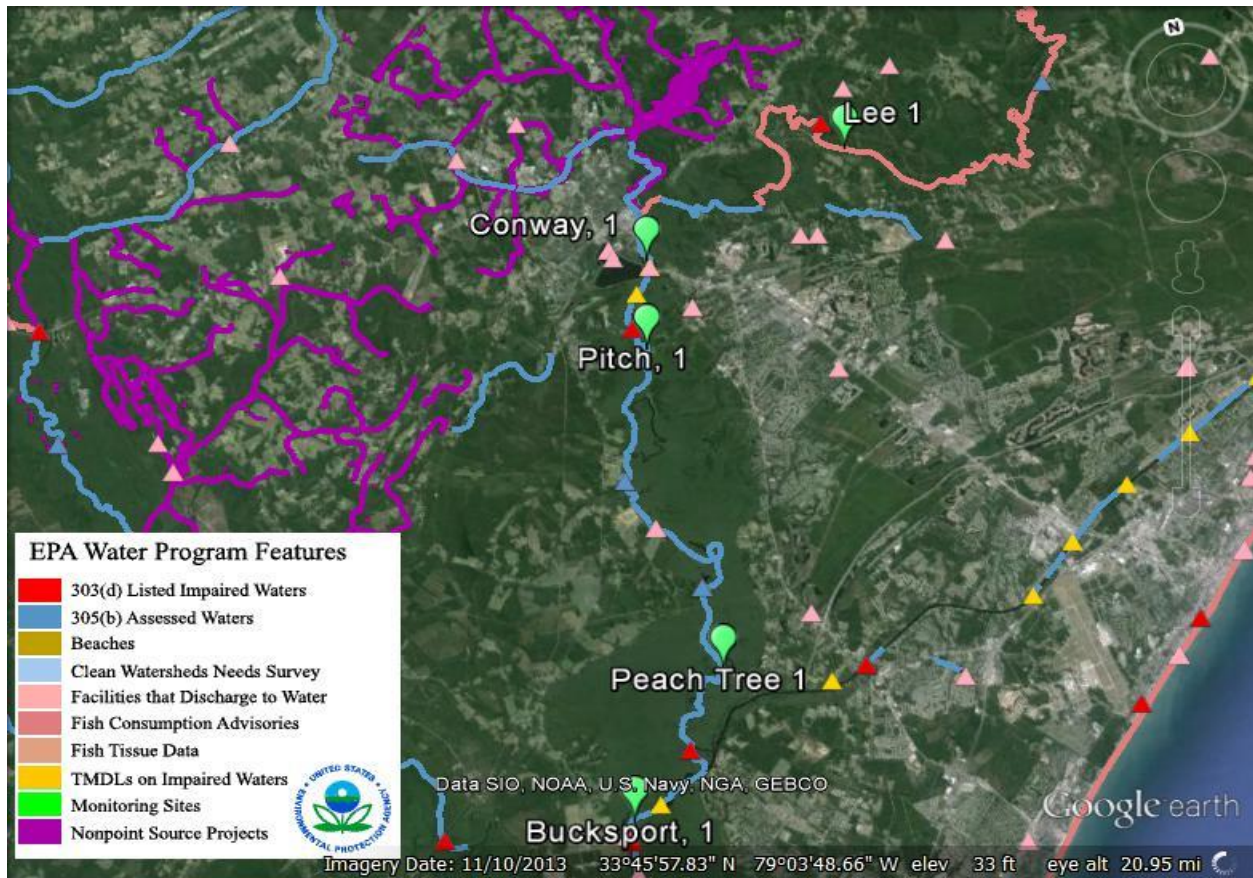 N
Lee 1
Conway, 1
Pitch, 1
EPA Water Program Features
303(d) Listed Impaired Waters
305(b) Assessed Waters
Beaches
Clean Watersheds Needs Survey
Facilities that Discharge to Water
Fish Consumption Advisories
Fish Tissue Data
TMDLs on Impaired Waters
Monitoring Sites
Nonpoint Source Projects
UNITED STATES
ENVIRONMENTAL PROTECTION AGENCY
Peach Tree 1
Data SIO, NOAA, U.S. Navy, NGA, GEBCO
Bucksport, 1
Google earth
Imagery Date: 11/10/2013 33°45'57.83" N 79°03'48.66" W elev 33 ft eye alt 20.95 mi